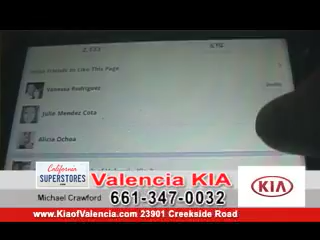 Invite Friends to Like This Page
Vanessa Rodriguez
Invite
Julie Mendez Cota
Alicia Ochoa
California
SUPERSTORES
Valencia KIA
Michael Crawford 661-347-0032
KIA
www.KiaofValencia.com 23901 Creekside Road